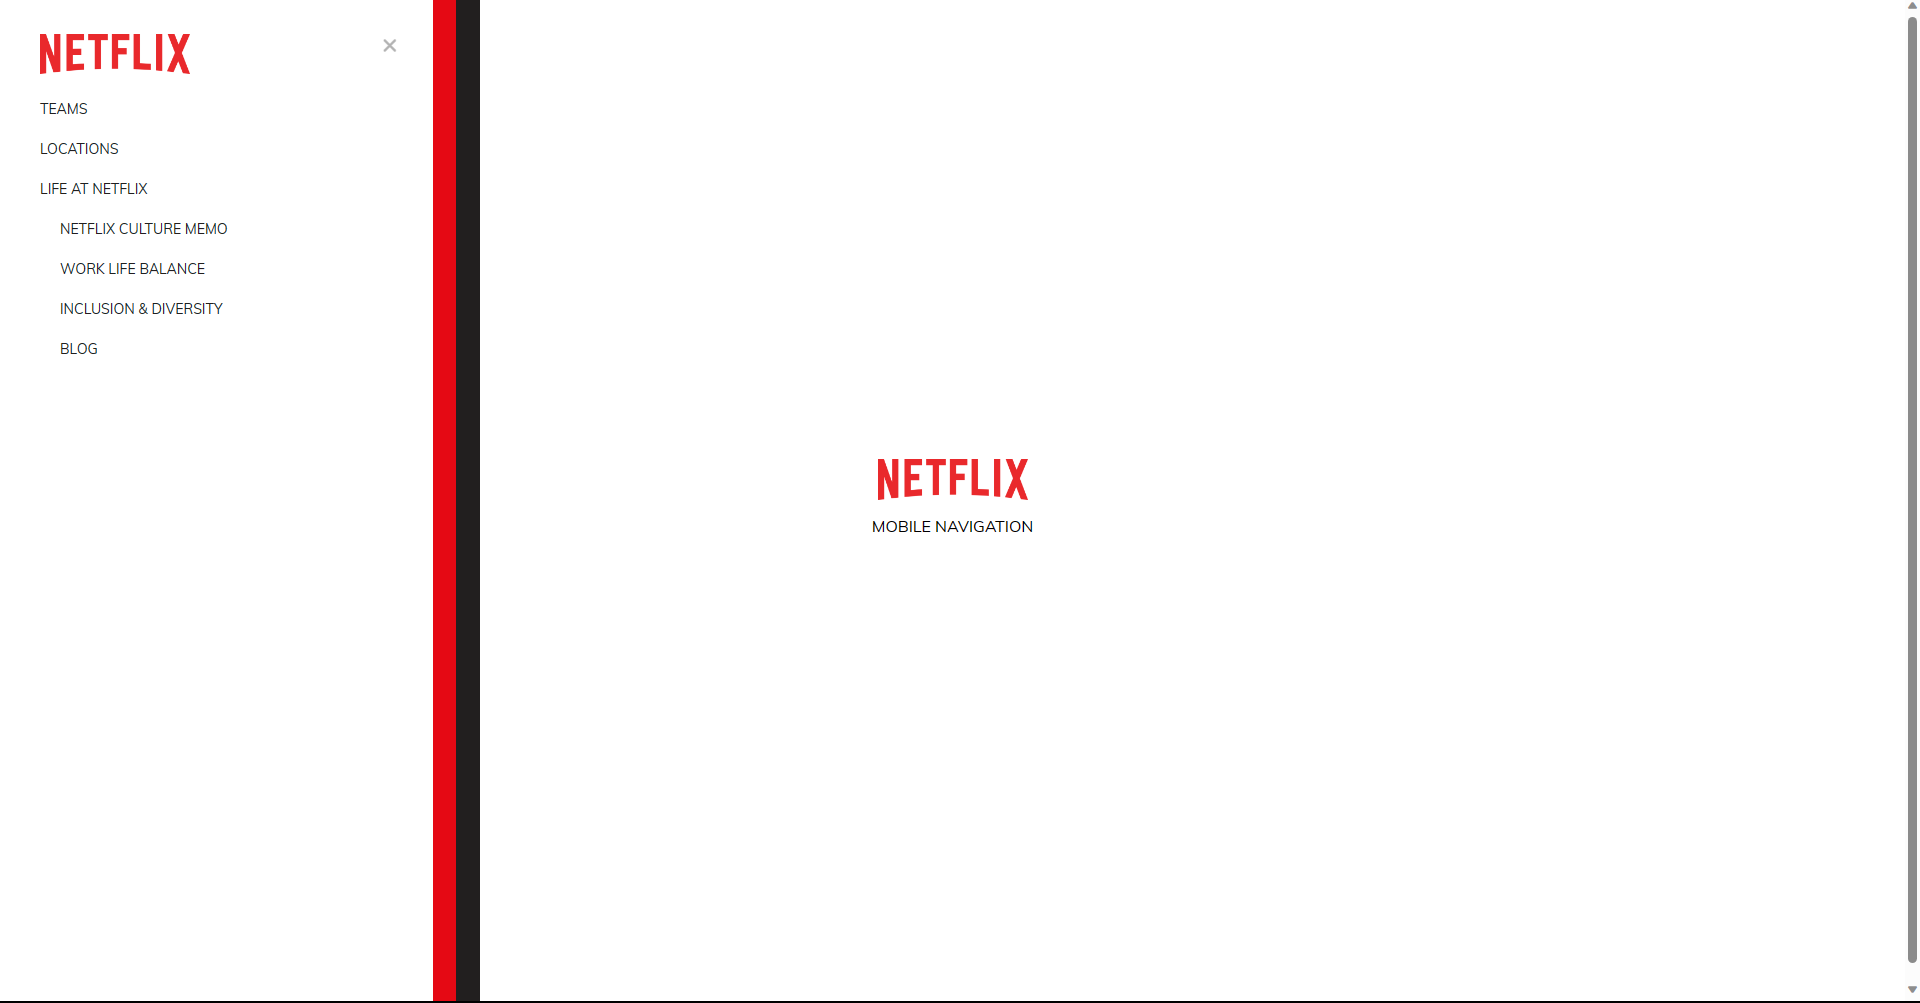 NETFLIX
×
TEAMS
LOCATIONS
LIFE AT NETFLIX
NETFLIX CULTURE MEMO
WORK LIFE BALANCE
INCLUSION & DIVERSITY
BLOG
NETFLIX
MOBILE NAVIGATION